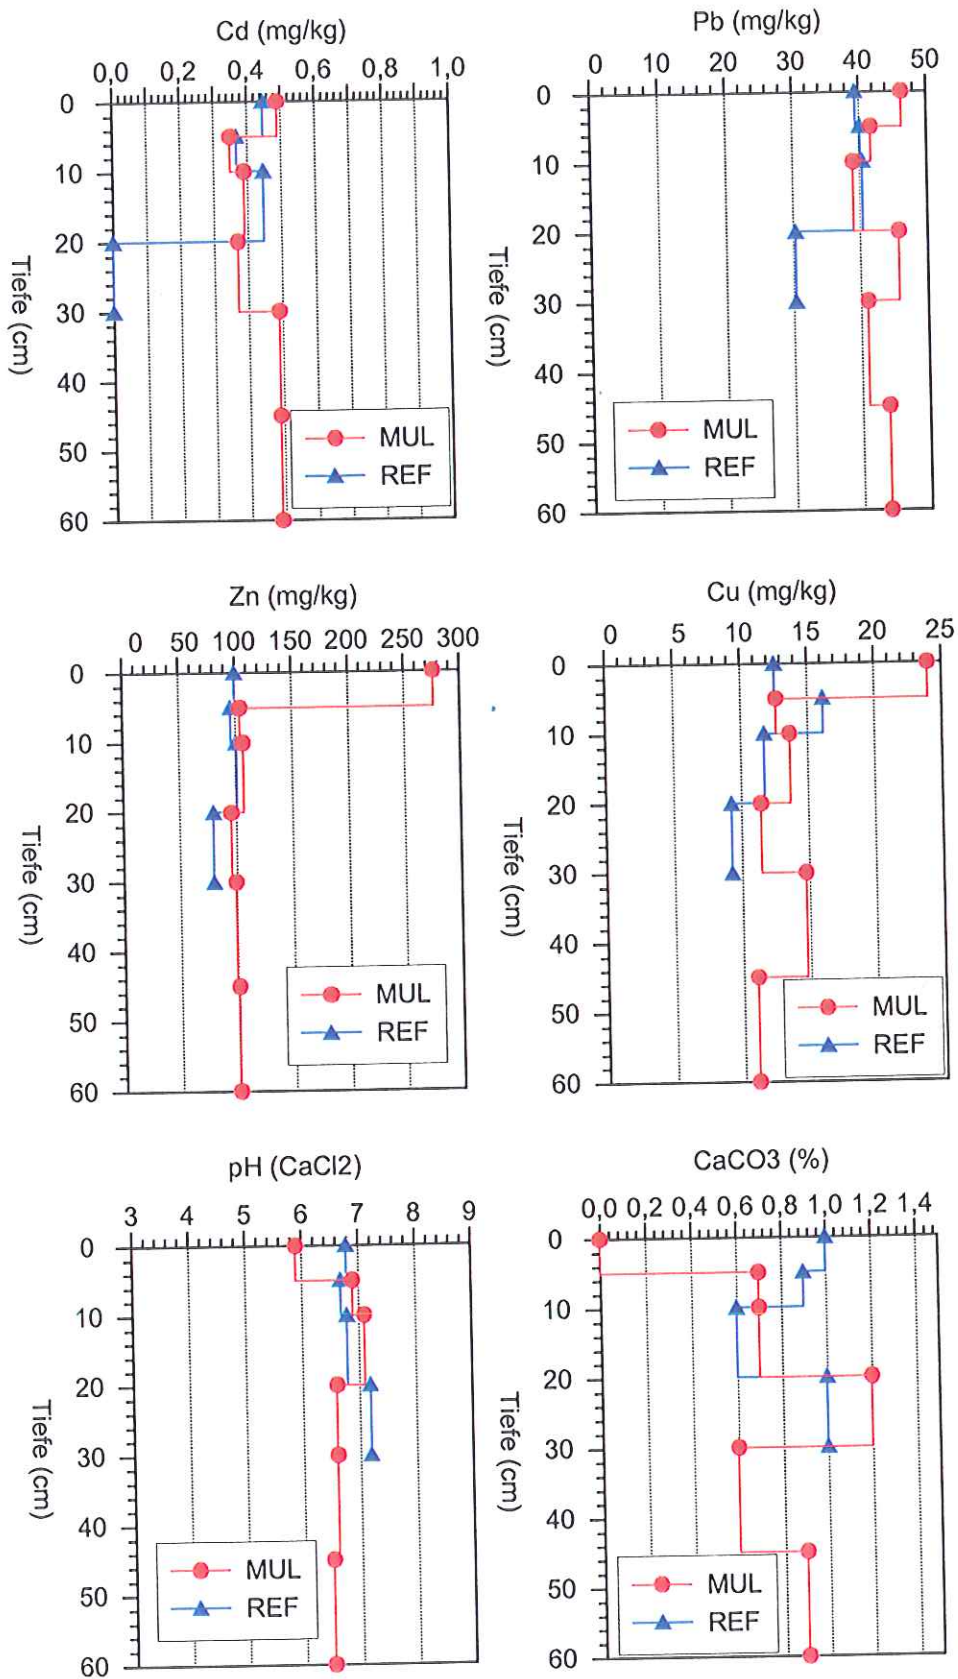 Cd (mg/kg)
0,0 0,2 0,4 0,6 0,8 1,0
0
10
20
30
40
50
60
Tiefe (cm)
MUL
REF
Pb (mg/kg)
0 10 20 30 40 50
0
10
20
30
40
50
60
Tiefe (cm)
MUL
REF
Zn (mg/kg)
0 50 100 150 200 250 300
0
10
20
30
40
50
60
Tiefe (cm)
MUL
REF
Cu (mg/kg)
0 5 10 15 20 25
0
10
20
30
40
50
60
Tiefe (cm)
MUL
REF
pH (CaCl2)
3 4 5 6 7 8 9
0
10
20
30
40
50
60
Tiefe (cm)
MUL
REF
CaCO3 (%)
0,0 0,2 0,4 0,6 0,8 1,0 1,2 1,4
0
10
20
30
40
50
60
Tiefe (cm)
MUL
REF